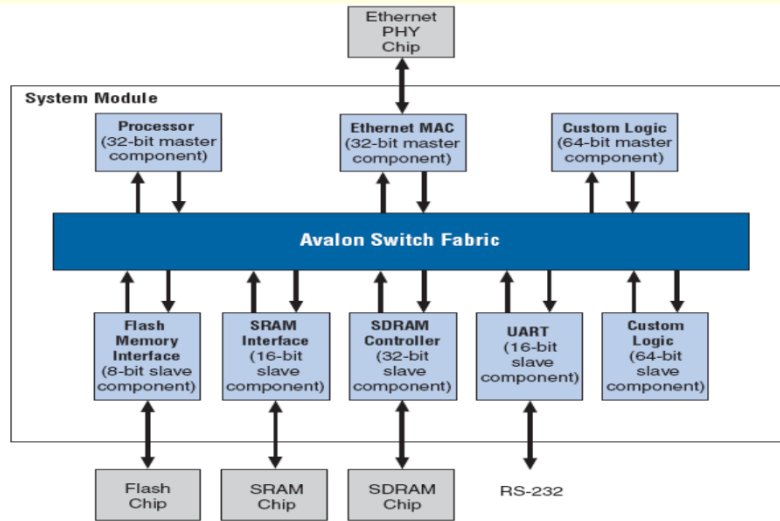 Ethernet
PHY
Chip
System Module
Processor
(32-bit master
component)
Ethernet MAC
(32-bit master
component)
Custom Logic
(64-bit master
component)
Avalon Switch Fabric
Flash
Memory
Interface
(8-bit slave
component)
SRAM
Interface
(16-bit
slave
component)
SDRAM
Controller
(32-bit
slave
component)
UART
(16-bit
slave
component)
Custom
Logic
(64-bit
slave
component)
Flash
Chip
SRAM
Chip
SDRAM
Chip
RS-232